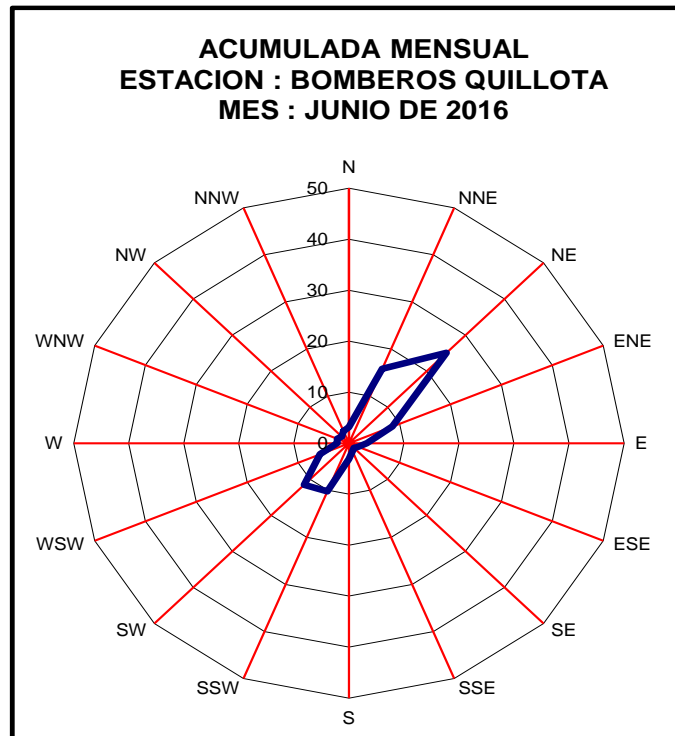 ACUMULADA MENSUAL
ESTACION : BOMBEROS QUILLOTA
MES : JUNIO DE 2016
N
NNE
NE
ENE
E
ESE
SE
SSE
S
SSW
SW
WSW
W
WNW
NW
NNW
50
40
30
20
10
0